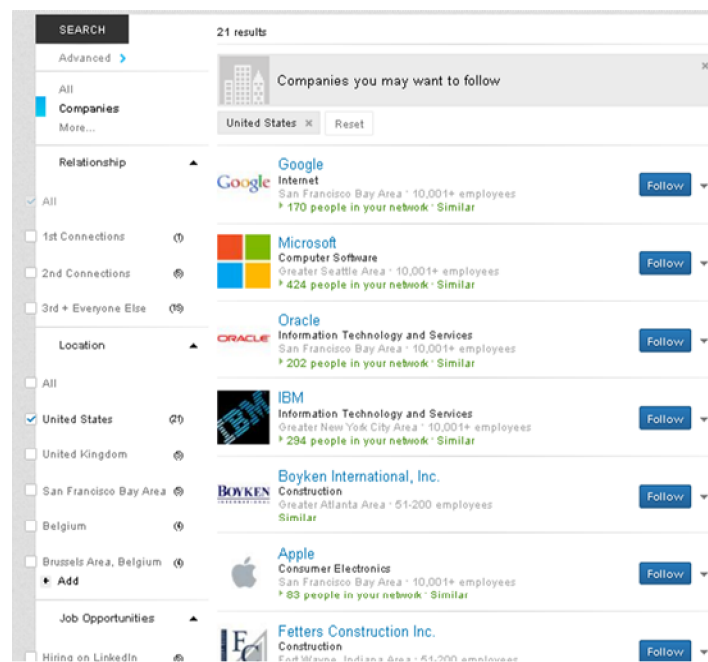 SEARCH
Advanced >
All
Companies
More...
Relationship
All
1st Connections
2nd Connections
3rd + Everyone Else (15)
Location
All
United States (21)
United Kingdom
San Francisco Bay Area
Belgium
Brussels Area, Belgium
+ Add
Job Opportunities
Hiring on LinkedIn
21 results
Companies you may want to follow
United States × Reset
Google
Google
Internet
San Francisco Bay Area · 10,001+ employees
170 people in your network · Similar
Follow
Microsoft
Computer Software
Greater Seattle Area · 10,001+ employees
424 people in your network · Similar
Follow
ORACLE
Oracle
Information Technology and Services
San Francisco Bay Area · 10,001+ employees
202 people in your network · Similar
Follow
IBM
IBM
Information Technology and Services
Greater New York City Area · 10,001+ employees
294 people in your network · Similar
Follow
BOYKEN
INTERNATIONAL
Boyken International, Inc.
Construction
Greater Atlanta Area · 51-200 employees
Similar
Follow
Apple
Consumer Electronics
San Francisco Bay Area · 10,001+ employees
83 people in your network · Similar
Follow
FC
Fetters Construction Inc.
Construction
Fort Wayne, Indiana Area · 51-200 employees
Follow